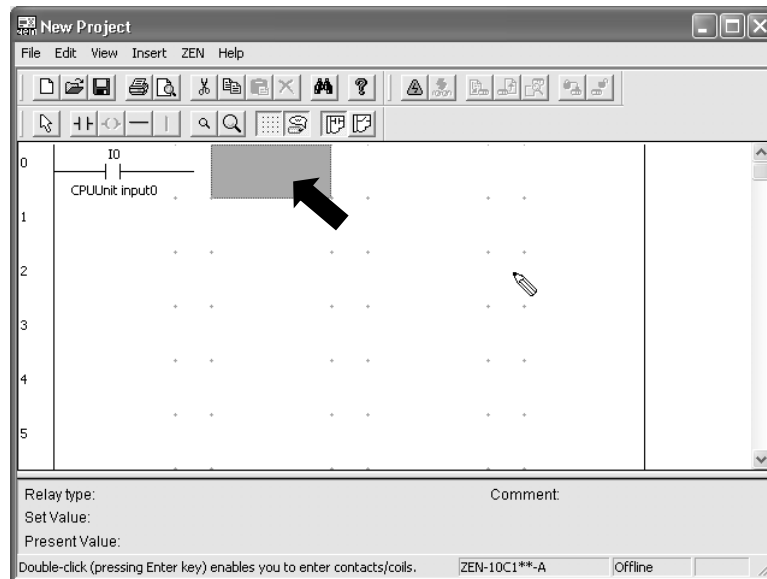 New Project
File Edit View Insert ZEN Help
0
I0
CPUUnit input0
1
2
3
4
5
Relay type:
Comment:
Set Value:
Present Value:
Double-click (pressing Enter key) enables you to enter contacts/coils.
ZEN-10C1**-A
Offline